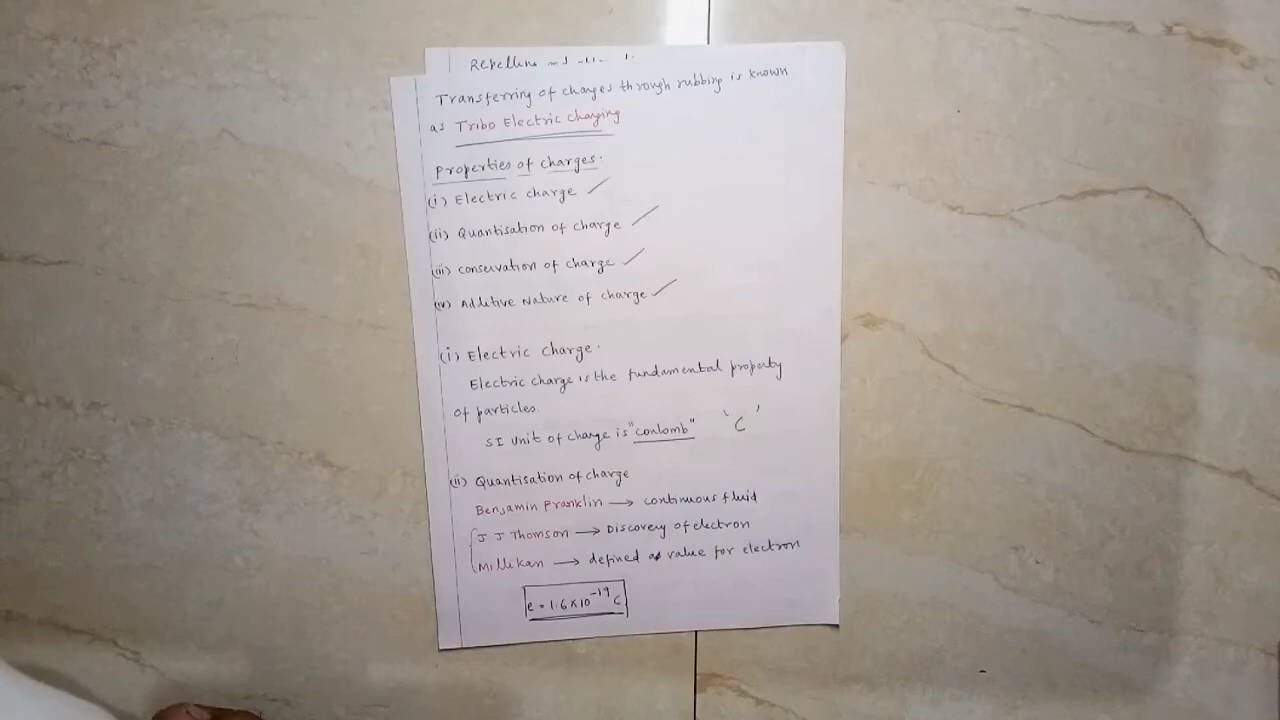 Repelling
Transferring of charges through rubbing is known
as Tribo Electric charging
Properties of charges.
(i) Electric charge ✓
(ii) Quantisation of charge ✓
(iii) conservation of charge ✓
(iv) Additive Nature of charge ✓
(i) Electric charge.
Electric charge is the fundamental property
of particles.
SI Unit of charge is "conlomb" 'C'
(ii) Quantisation of charge
Benjamin Pranklin → continuous fluid
J J Thomson → Discovery of electron
Millikan → defined a value for electron
e = 1.6 × 10⁻¹⁹ C